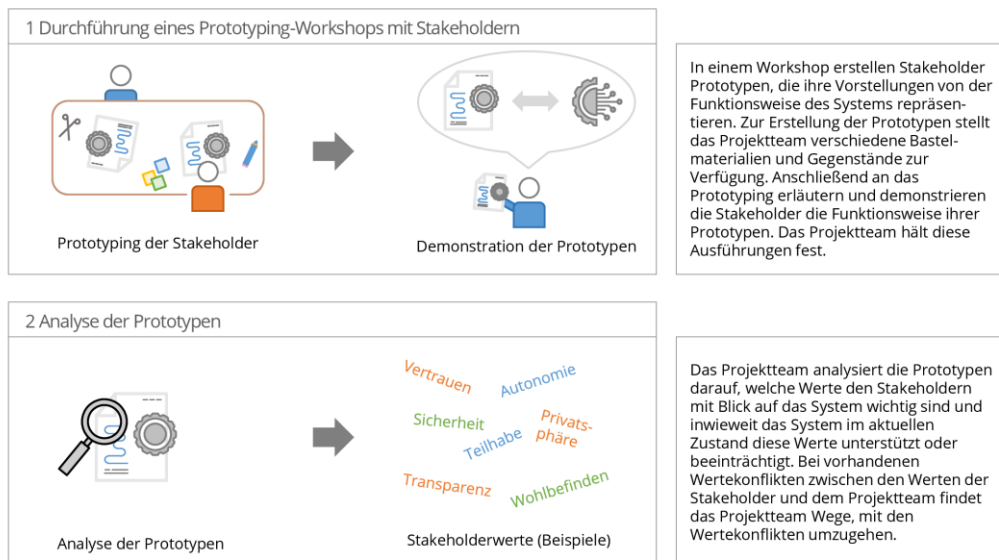 1 Durchführung eines Prototyping-Workshops mit Stakeholdern
Prototyping der Stakeholder
Demonstration der Prototypen
In einem Workshop erstellen Stakeholder
Prototypen, die ihre Vorstellungen von der
Funktionsweise des Systems repräsen-
tieren. Zur Erstellung der Prototypen stellt
das Projektteam verschiedene Bastel-
materialien und Gegenstände zur
Verfügung. Anschließend an das
Prototyping erläutern und demonstrieren
die Stakeholder die Funktionsweise ihrer
Prototypen. Das Projektteam hält diese
Ausführungen fest.
2 Analyse der Prototypen
Vertrauen
Autonomie
Sicherheit
Teilhabe
Privats-
phäre
Transparenz
Wohlbefinden
Analyse der Prototypen
Stakeholderwerte (Beispiele)
Das Projektteam analysiert die Prototypen
darauf, welche Werte den Stakeholdern
mit Blick auf das System wichtig sind und
inwieweit das System im aktuellen
Zustand diese Werte unterstützt oder
beeinträchtigt. Bei vorhandenen
Wertekonflikten zwischen den Werten der
Stakeholder und dem Projektteam findet
das Projektteam Wege, mit den
Wertekonflikten umzugehen.